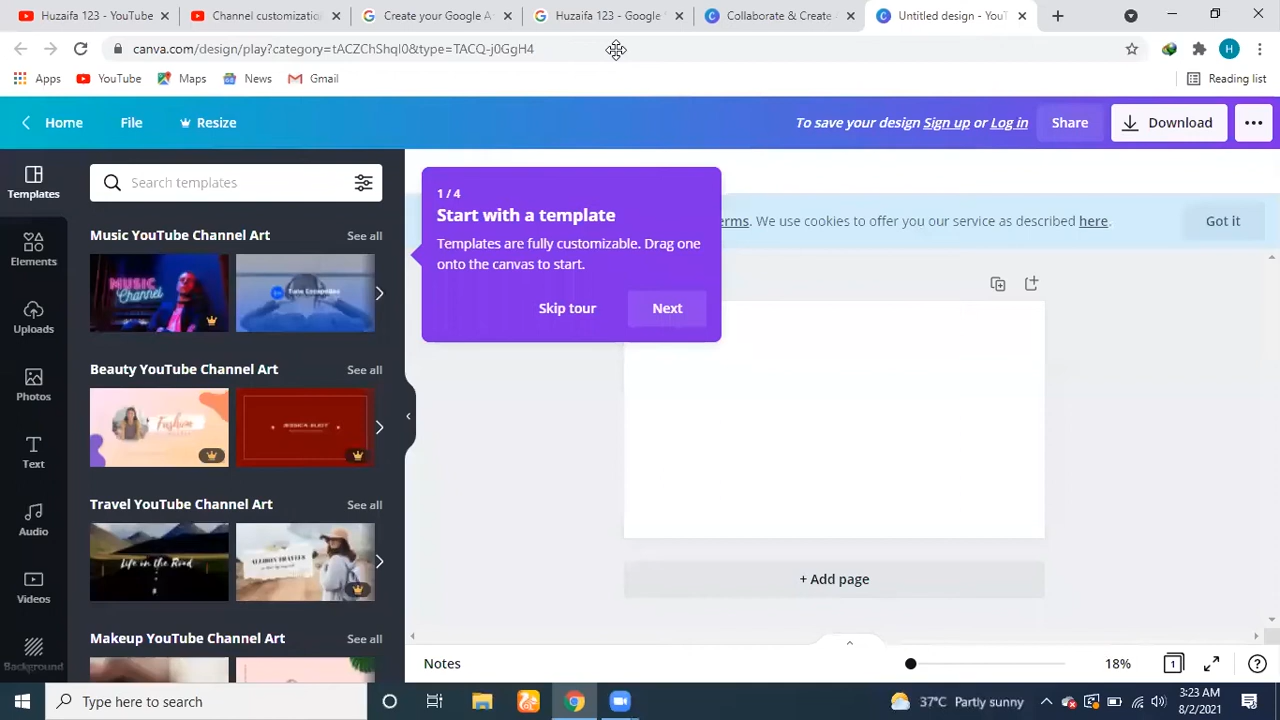 Huzaifa 123 - YouTube
Channel customizatio
Create your Google A
Huzaifa 123 - Google
Collaborate & Create
Untitled design - YouT
canva.com/design/play?category=tACZChShqI0&type=TACQ-j0GgH4
H
Apps
YouTube
Maps
News
Gmail
Reading list
Home
File
Resize
To save your design Sign up or Log in
Share
Download
Templates
Elements
Uploads
Photos
Text
Audio
Videos
Background
Search templates
Music YouTube Channel Art
See all
MUSIC
Channel
Beauty YouTube Channel Art
See all
Fashion
Travel YouTube Channel Art
See all
Life on the Road
Makeup YouTube Channel Art
See all
1 / 4
Start with a template
Templates are fully customizable. Drag one
onto the canvas to start.
Skip tour
Next
erms. We use cookies to offer you our service as described here.
Got it
+ Add page
Notes
18%
1
Type here to search
37°C Partly sunny
3:23 AM
8/2/2021